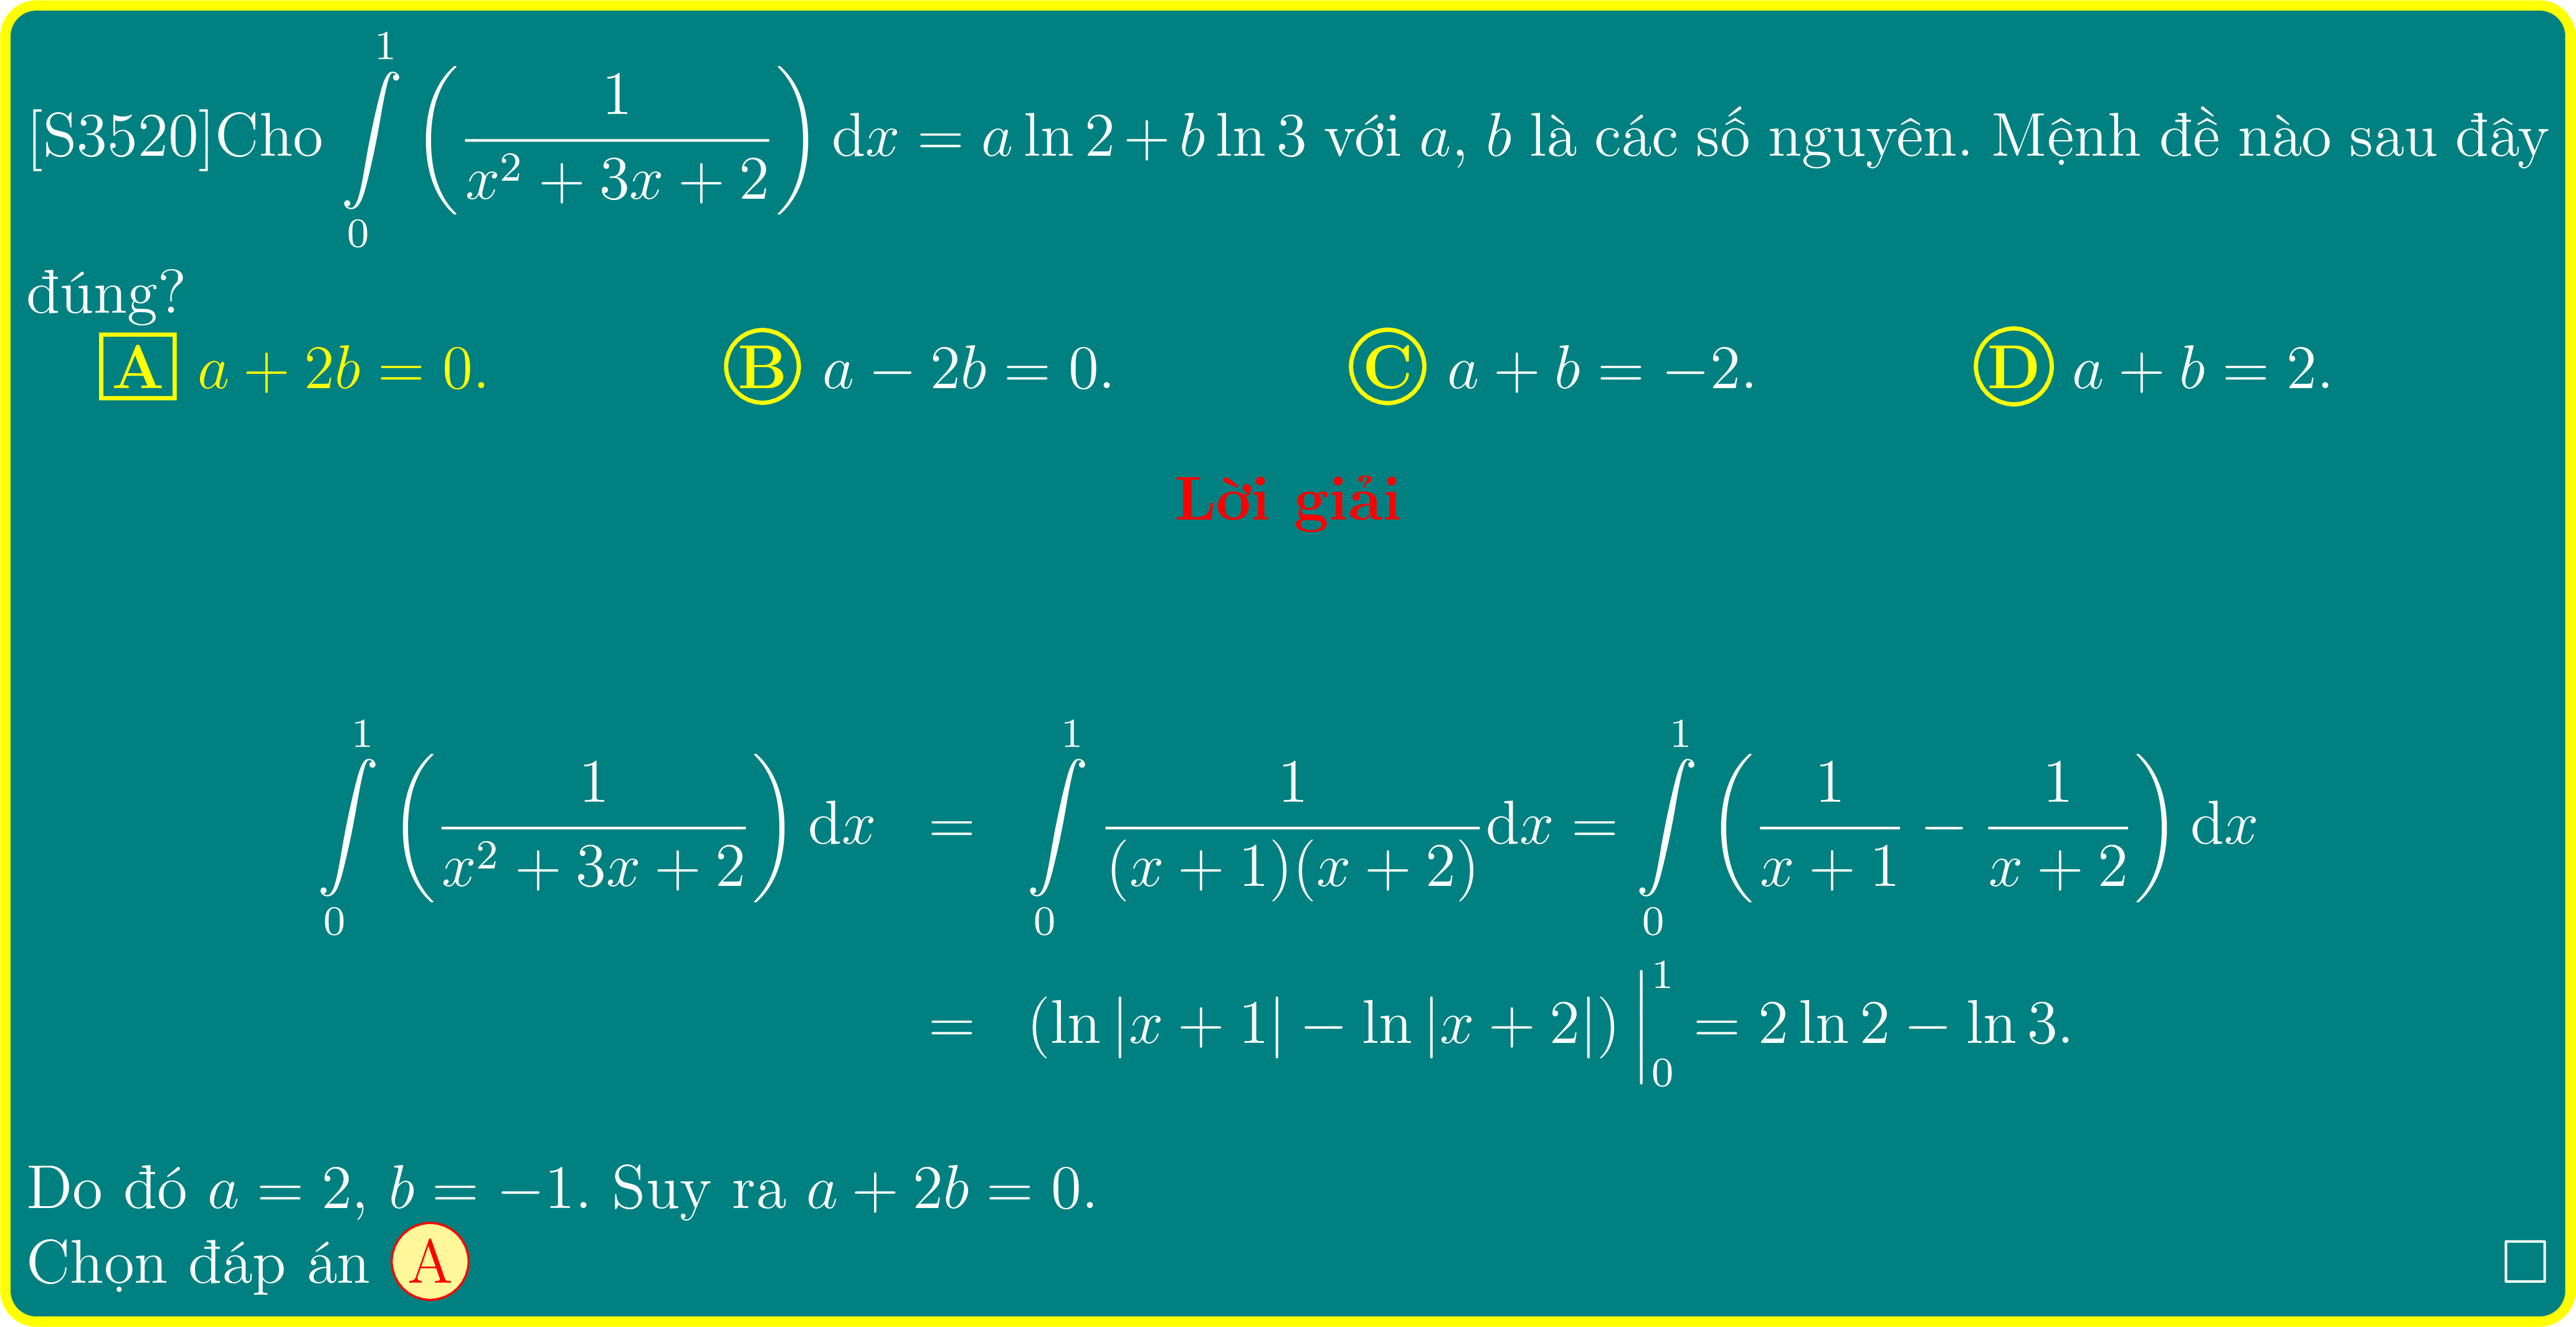 [S3520]Cho $\int\limits_0^1 \left( \frac{1}{x^2+3x+2} \right) \mathrm{d}x = a \ln 2 + b \ln 3$ với $a$, $b$ là các số nguyên. Mệnh đề nào sau đây
đúng?
A $a + 2b = 0$. B $a - 2b = 0$. C $a + b = -2$. D $a + b = 2$.
Lời giải
$\int\limits_0^1 \left( \frac{1}{x^2+3x+2} \right) \mathrm{d}x = \int\limits_0^1 \frac{1}{(x+1)(x+2)} \mathrm{d}x = \int\limits_0^1 \left( \frac{1}{x+1} - \frac{1}{x+2} \right) \mathrm{d}x$
$= (\ln|x+1| - \ln|x+2|) \Big|_0^1 = 2 \ln 2 - \ln 3.$
Do đó $a = 2$, $b = -1$. Suy ra $a + 2b = 0$.
Chọn đáp án A □